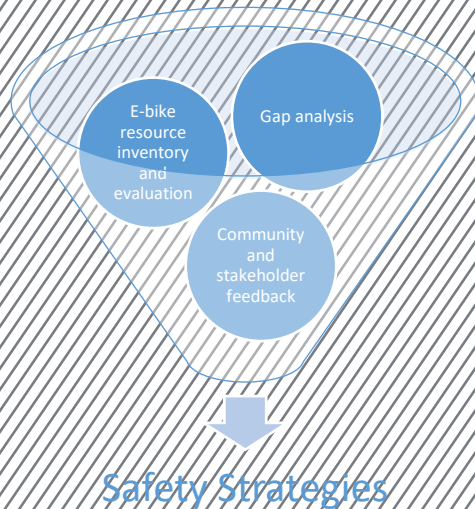 E-bike
resource
inventory
and
evaluation
Gap analysis
Community
and
stakeholder
feedback
Safety Strategies